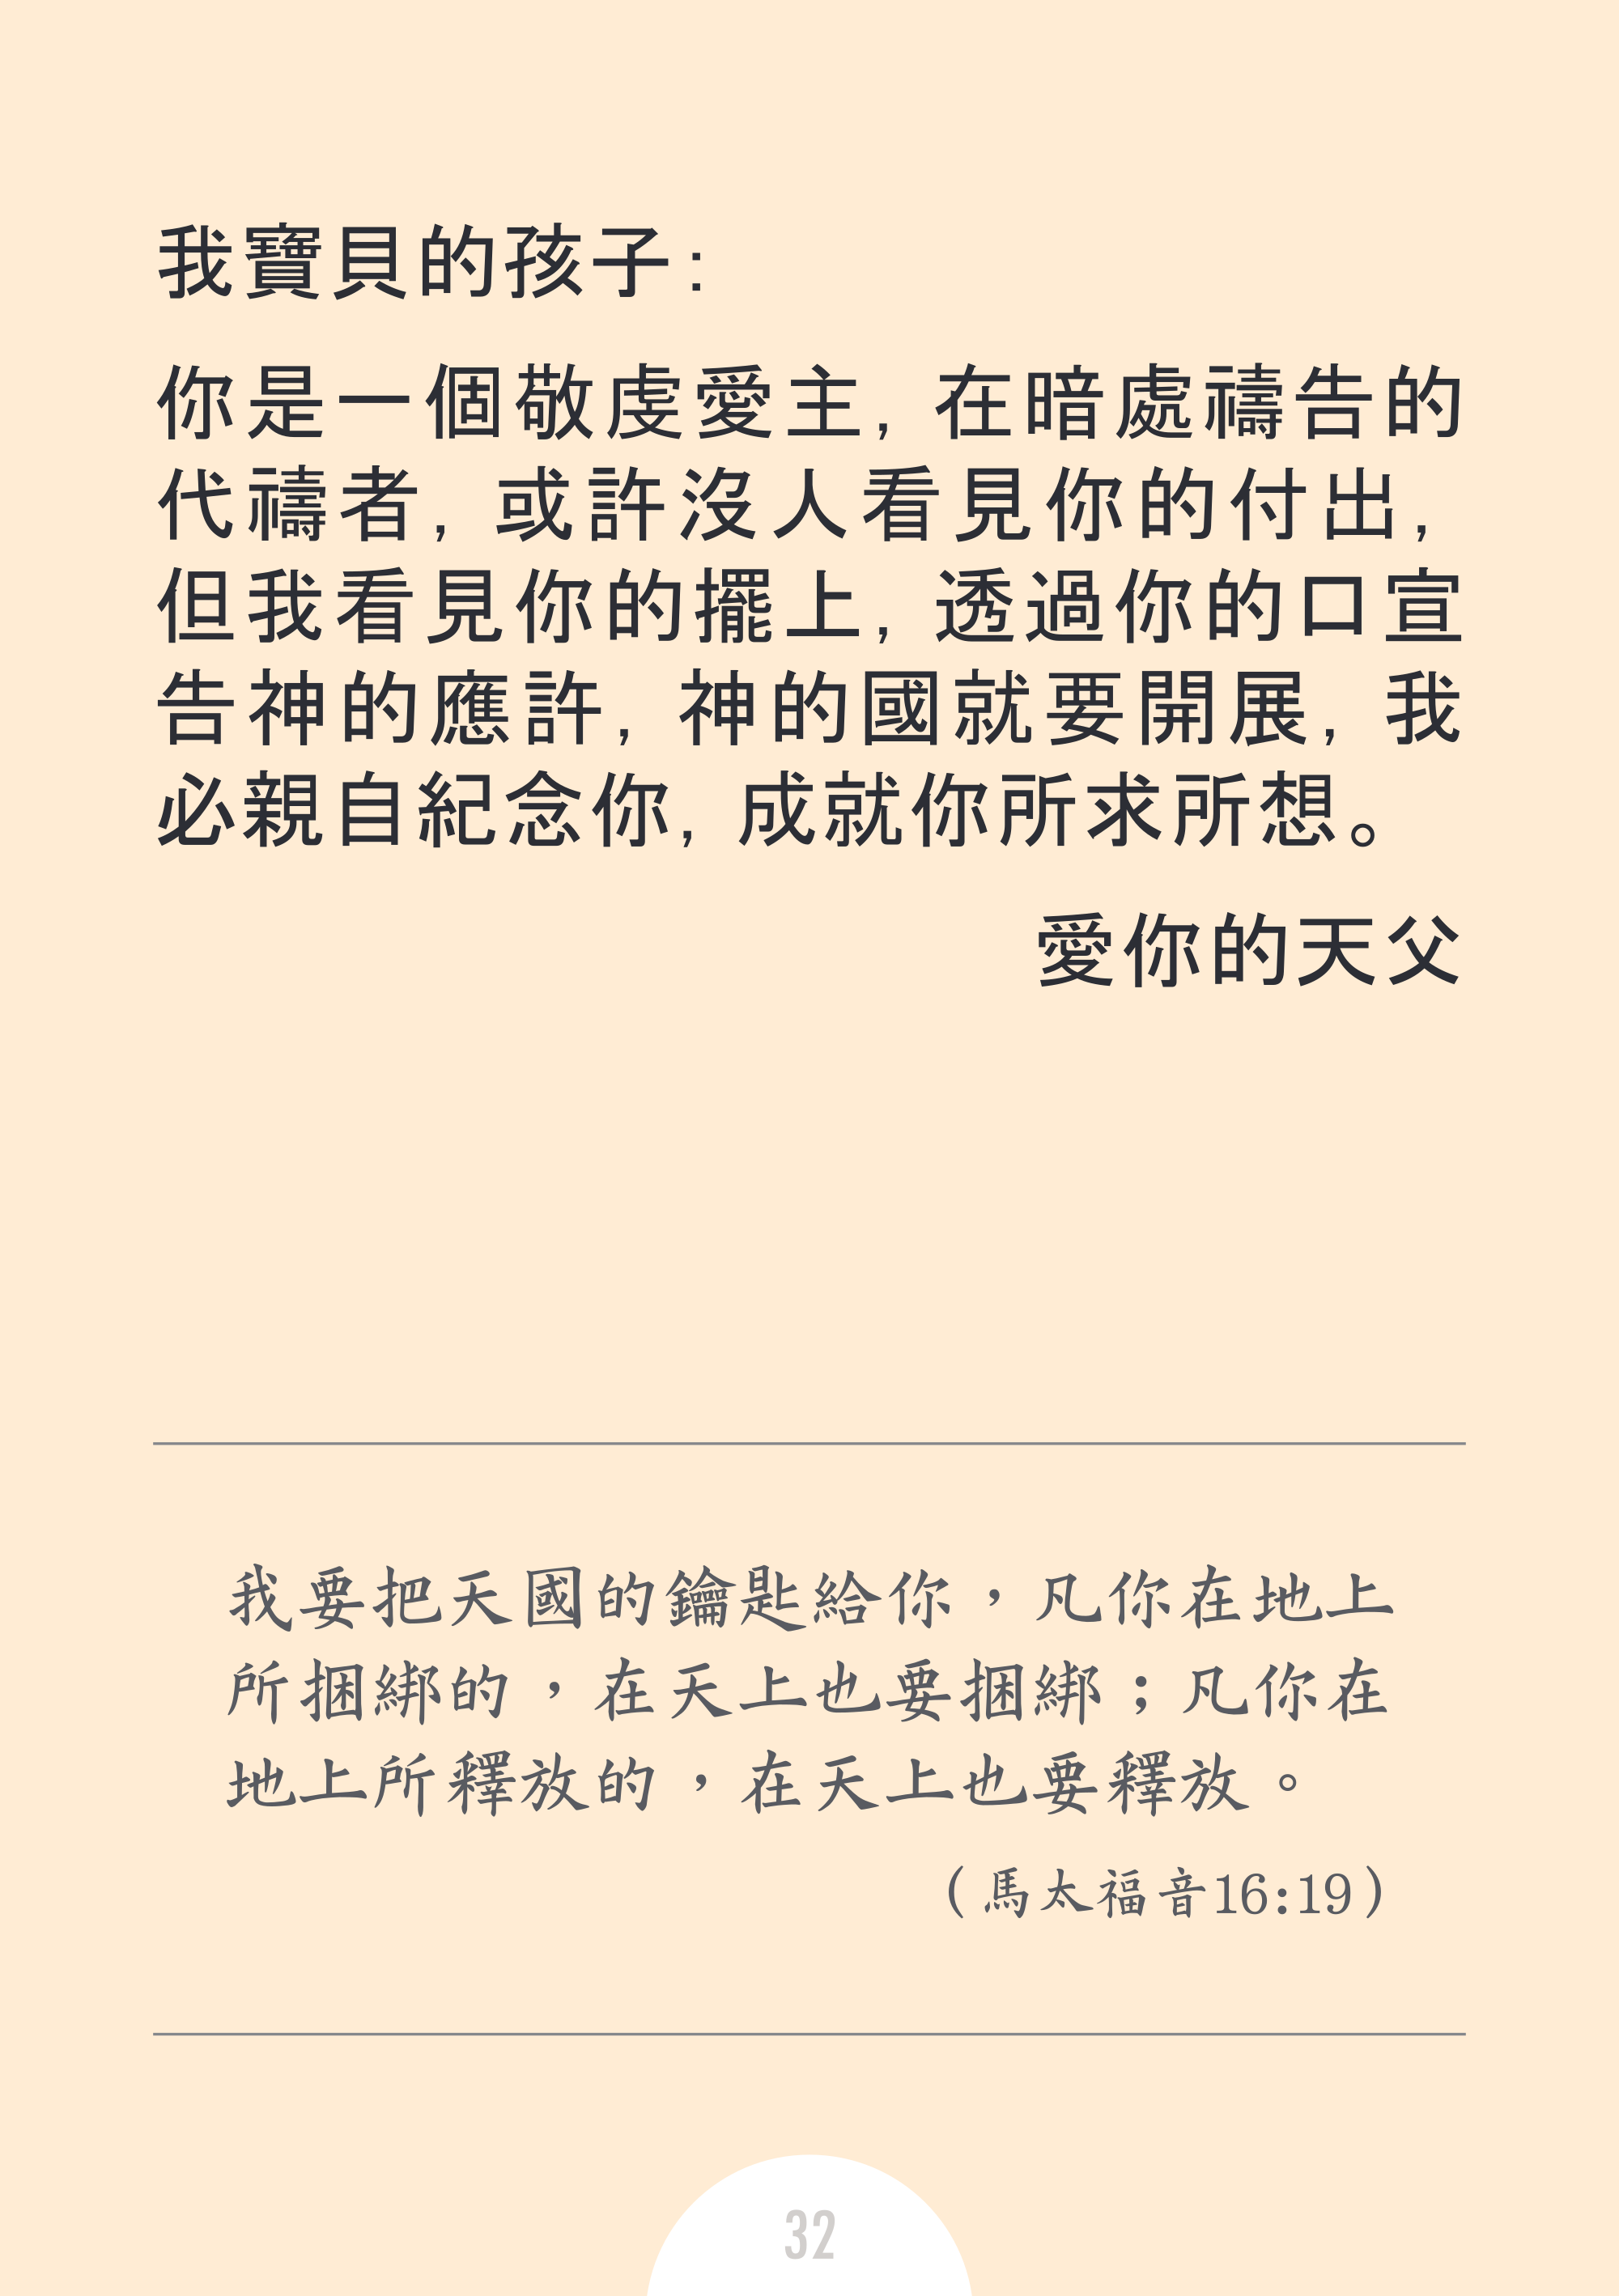 我寶貝的孩子:
你是一個敬虔愛主, 在暗處禱告的
代禱者, 或許沒人看見你的付出,
但我看見你的擺上, 透過你的口宣
告神的應許, 神的國就要開展, 我
必親自紀念你, 成就你所求所想。
愛你的天父
我要把天國的鑰匙給你，凡你在地上
所捆綁的，在天上也要捆綁；凡你在
地上所釋放的，在天上也要釋放。
(馬太福音16:19)
32